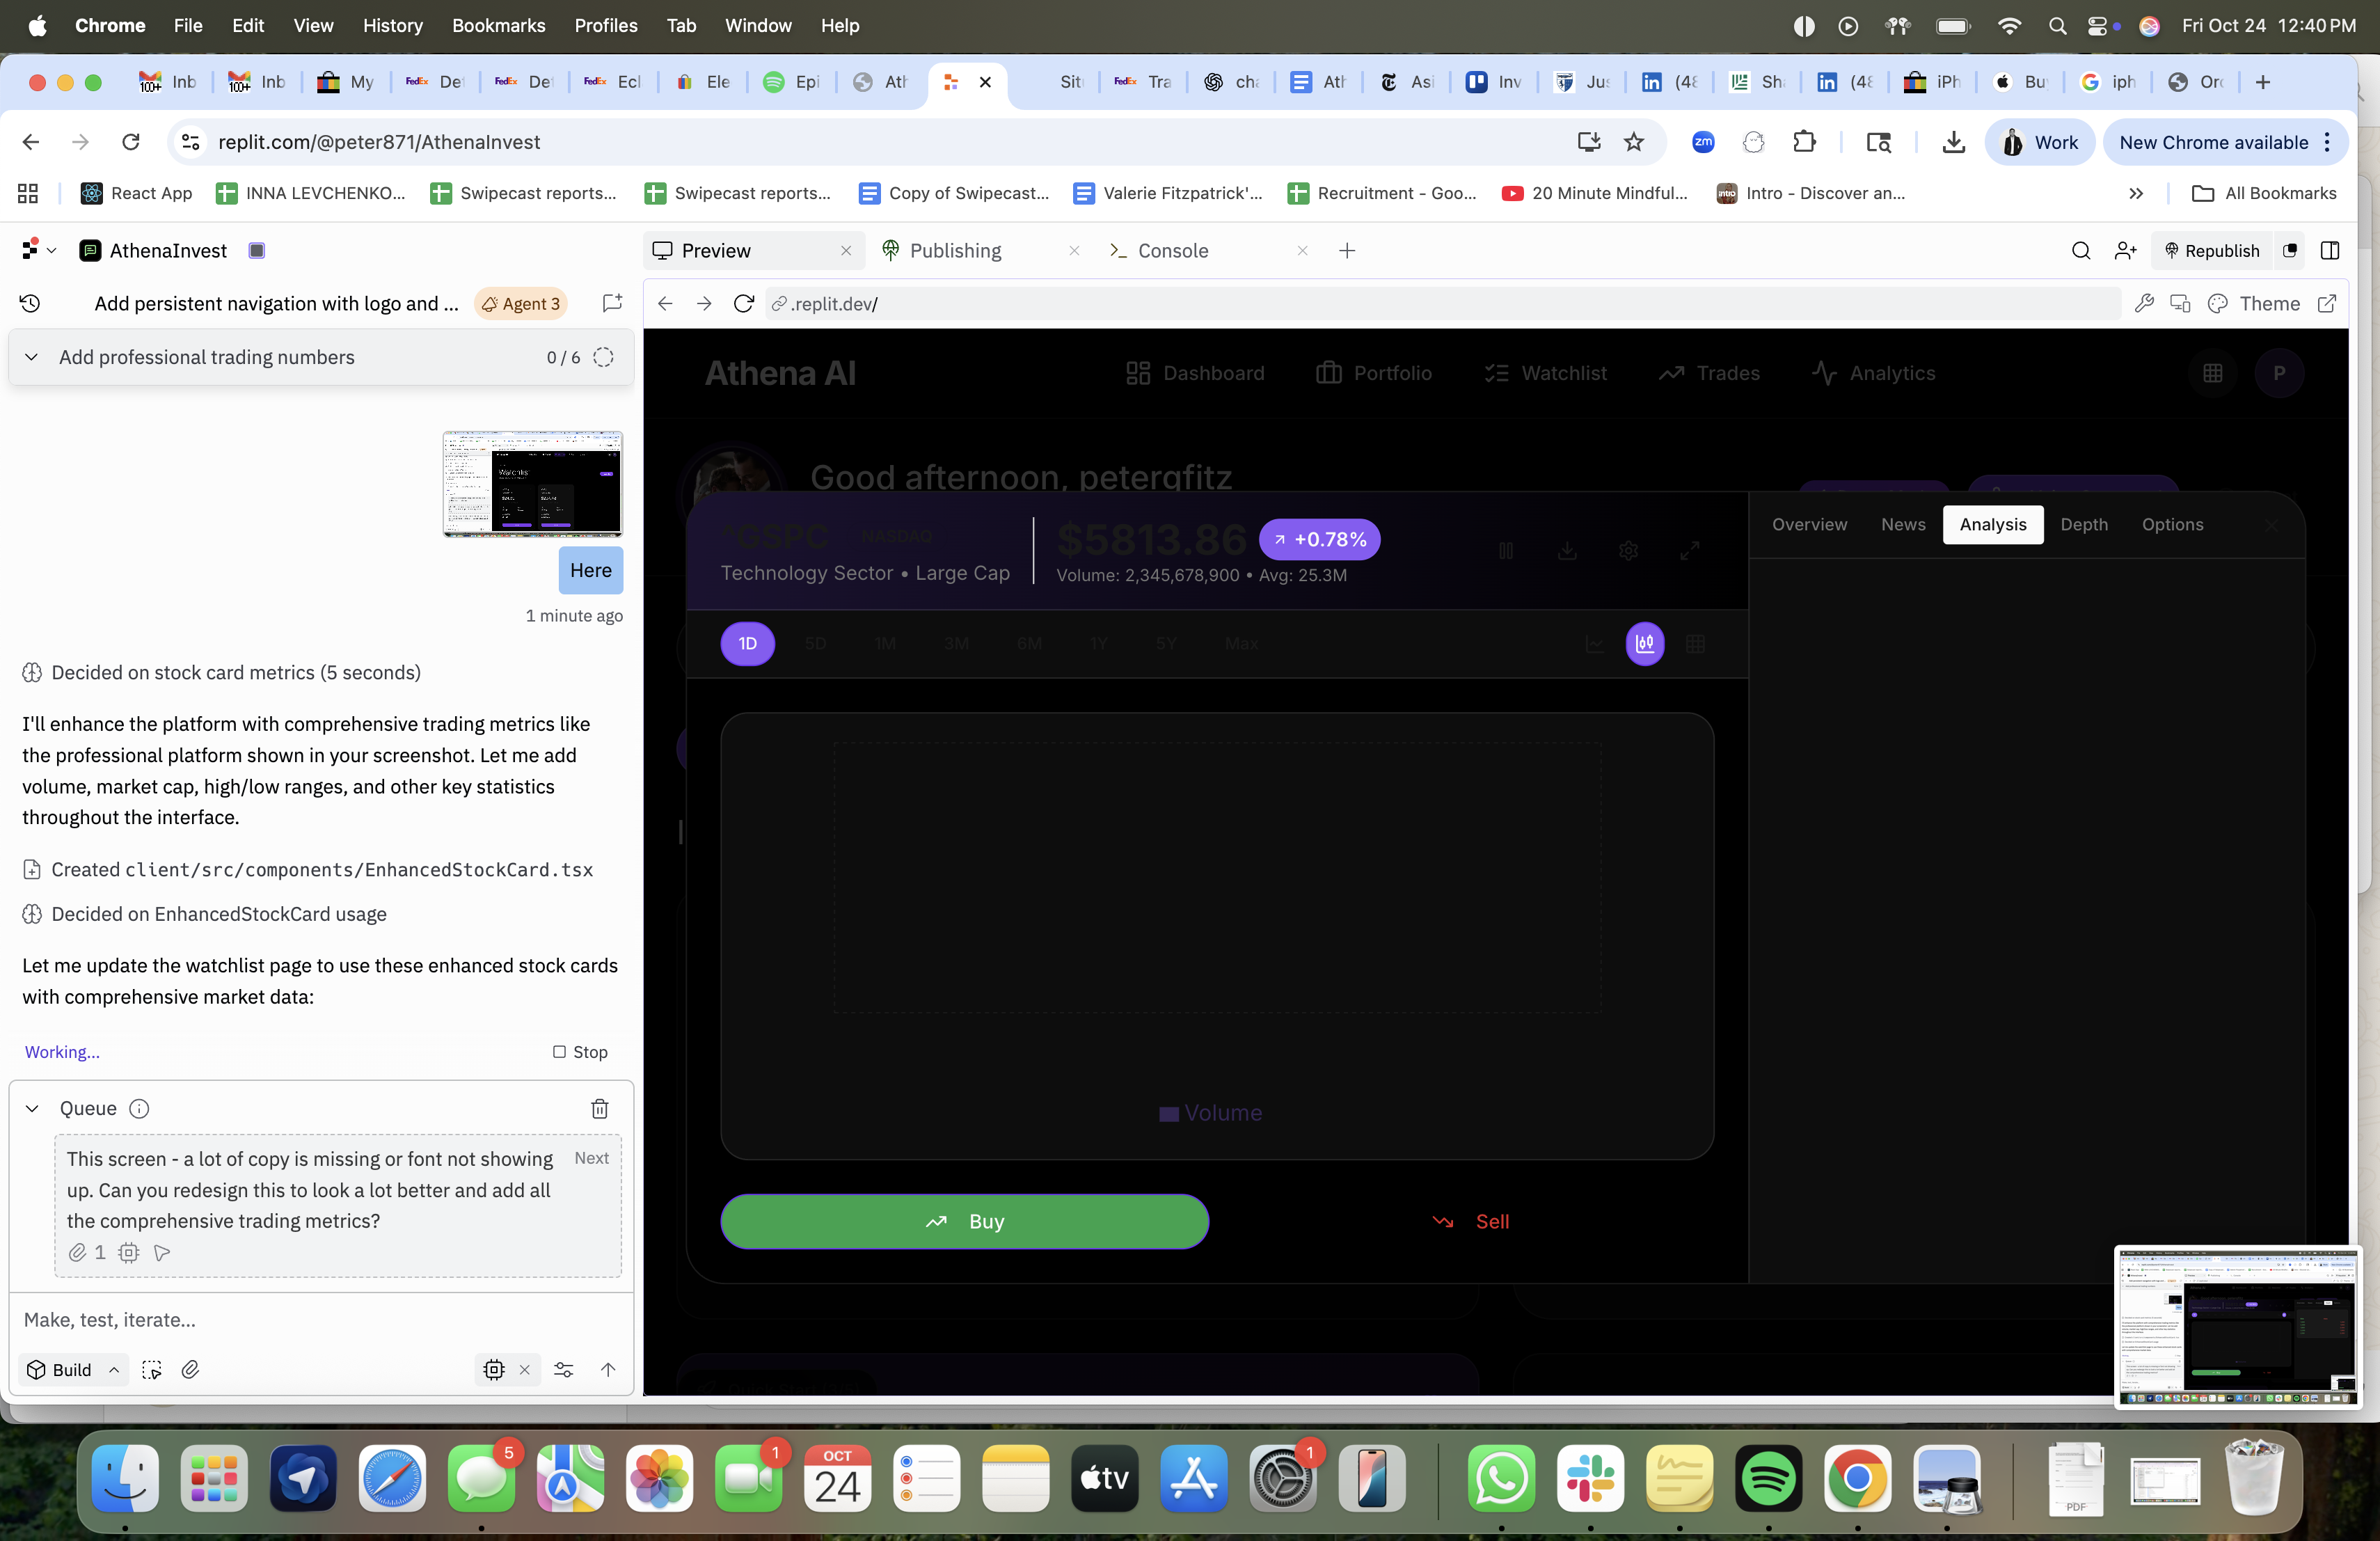 Chrome File Edit View History Bookmarks Profiles Tab Window Help Fri Oct 24 12:40 PM
100+ Inb 100+ Inb My FedEx De FedEx De FedEx Ecl Ele Epi Ath Sit FedEx Tra ch Ath Asi Inv Jus (48 Sh (48 iPh Bu iph Or
replit.com/@peter871/AthenaInvest zm Work New Chrome available
React App INNA LEVCHENKO... Swipecast reports... Swipecast reports... Copy of Swipecast... Valerie Fitzpatrick'... Recruitment - Goo... 20 Minute Mindful... intro Intro - Discover an... All Bookmarks
AthenaInvest Preview Publishing Console Republish
Add persistent navigation with logo and ... Agent 3
.replit.dev/ Theme
Add professional trading numbers 0 / 6
Here
1 minute ago
Decided on stock card metrics (5 seconds)
I'll enhance the platform with comprehensive trading metrics like
the professional platform shown in your screenshot. Let me add
volume, market cap, high/low ranges, and other key statistics
throughout the interface.
Created client/src/components/EnhancedStockCard.tsx
Decided on EnhancedStockCard usage
Let me update the watchlist page to use these enhanced stock cards
with comprehensive market data:
Working... Stop
Queue
This screen - a lot of copy is missing or font not showing Next
up. Can you redesign this to look a lot better and add all
the comprehensive trading metrics?
1
Make, test, iterate...
Build
Athena AI Dashboard Portfolio Watchlist Trades Analytics P
Good afternoon, peterqfitz
^GSPC NASDAQ $5813.86 +0.78%
Technology Sector • Large Cap Volume: 2,345,678,900 • Avg: 25.3M
Overview News Analysis Depth Options
1D 5D 1M 3M 6M 1Y 5Y Max
Volume
Buy Sell
5 1 OCT 24 tv 1 PDF